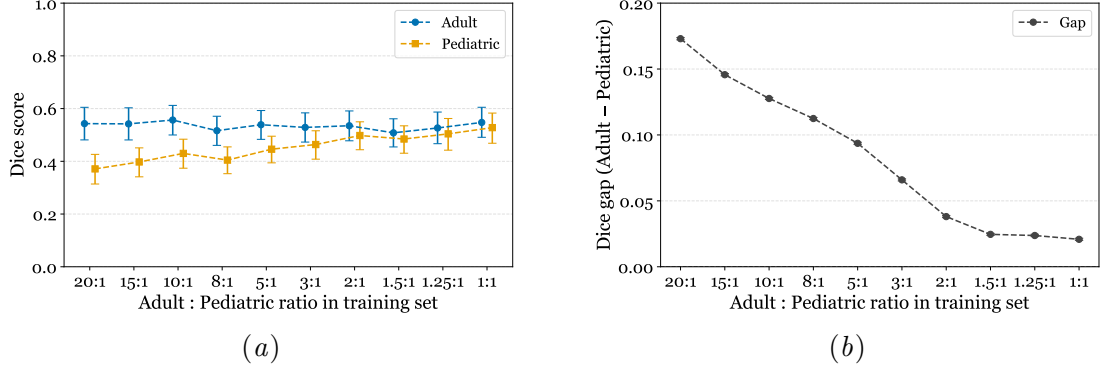 1.0
0.8
0.6
0.4
0.2
0.0
Dice score
Adult
Pediatric
20:1 15:1 10:1 8:1 5:1 3:1 2:1 1.5:1 1.25:1 1:1
Adult : Pediatric ratio in training set
(a)
0.20
0.15
0.10
0.05
0.00
Dice gap (Adult − Pediatric)
Gap
20:1 15:1 10:1 8:1 5:1 3:1 2:1 1.5:1 1.25:1 1:1
Adult : Pediatric ratio in training set
(b)